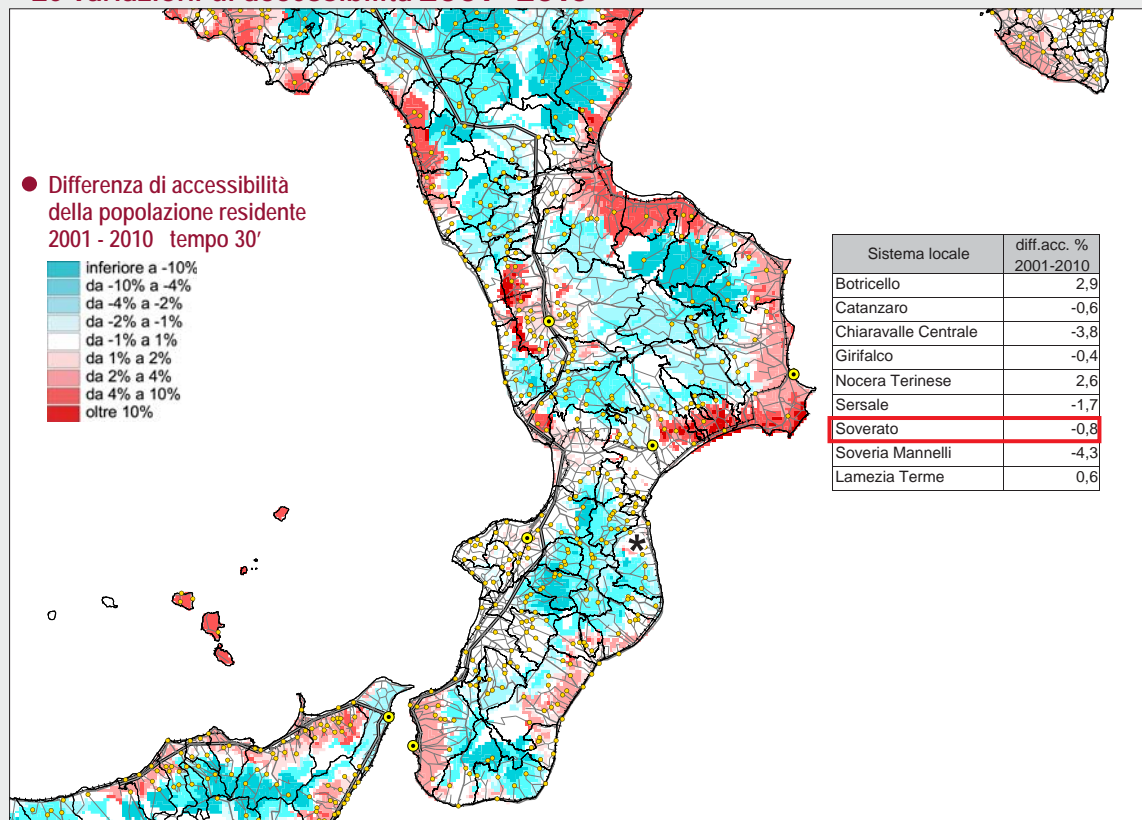 Differenza di accessibilità
della popolazione residente
2001 - 2010 tempo 30'
inferiore a -10%
da -10% a -4%
da -4% a -2%
da -2% a -1%
da -1% a 1%
da 1% a 2%
da 2% a 4%
da 4% a 10%
oltre 10%
Sistema locale diff.acc. %
2001-2010
Botricello 2,9
Catanzaro -0,6
Chiaravalle Centrale -3,8
Girifalco -0,4
Nocera Terinese 2,6
Sersale -1,7
Soverato -0,8
Soveria Mannelli -4,3
Lamezia Terme 0,6
*